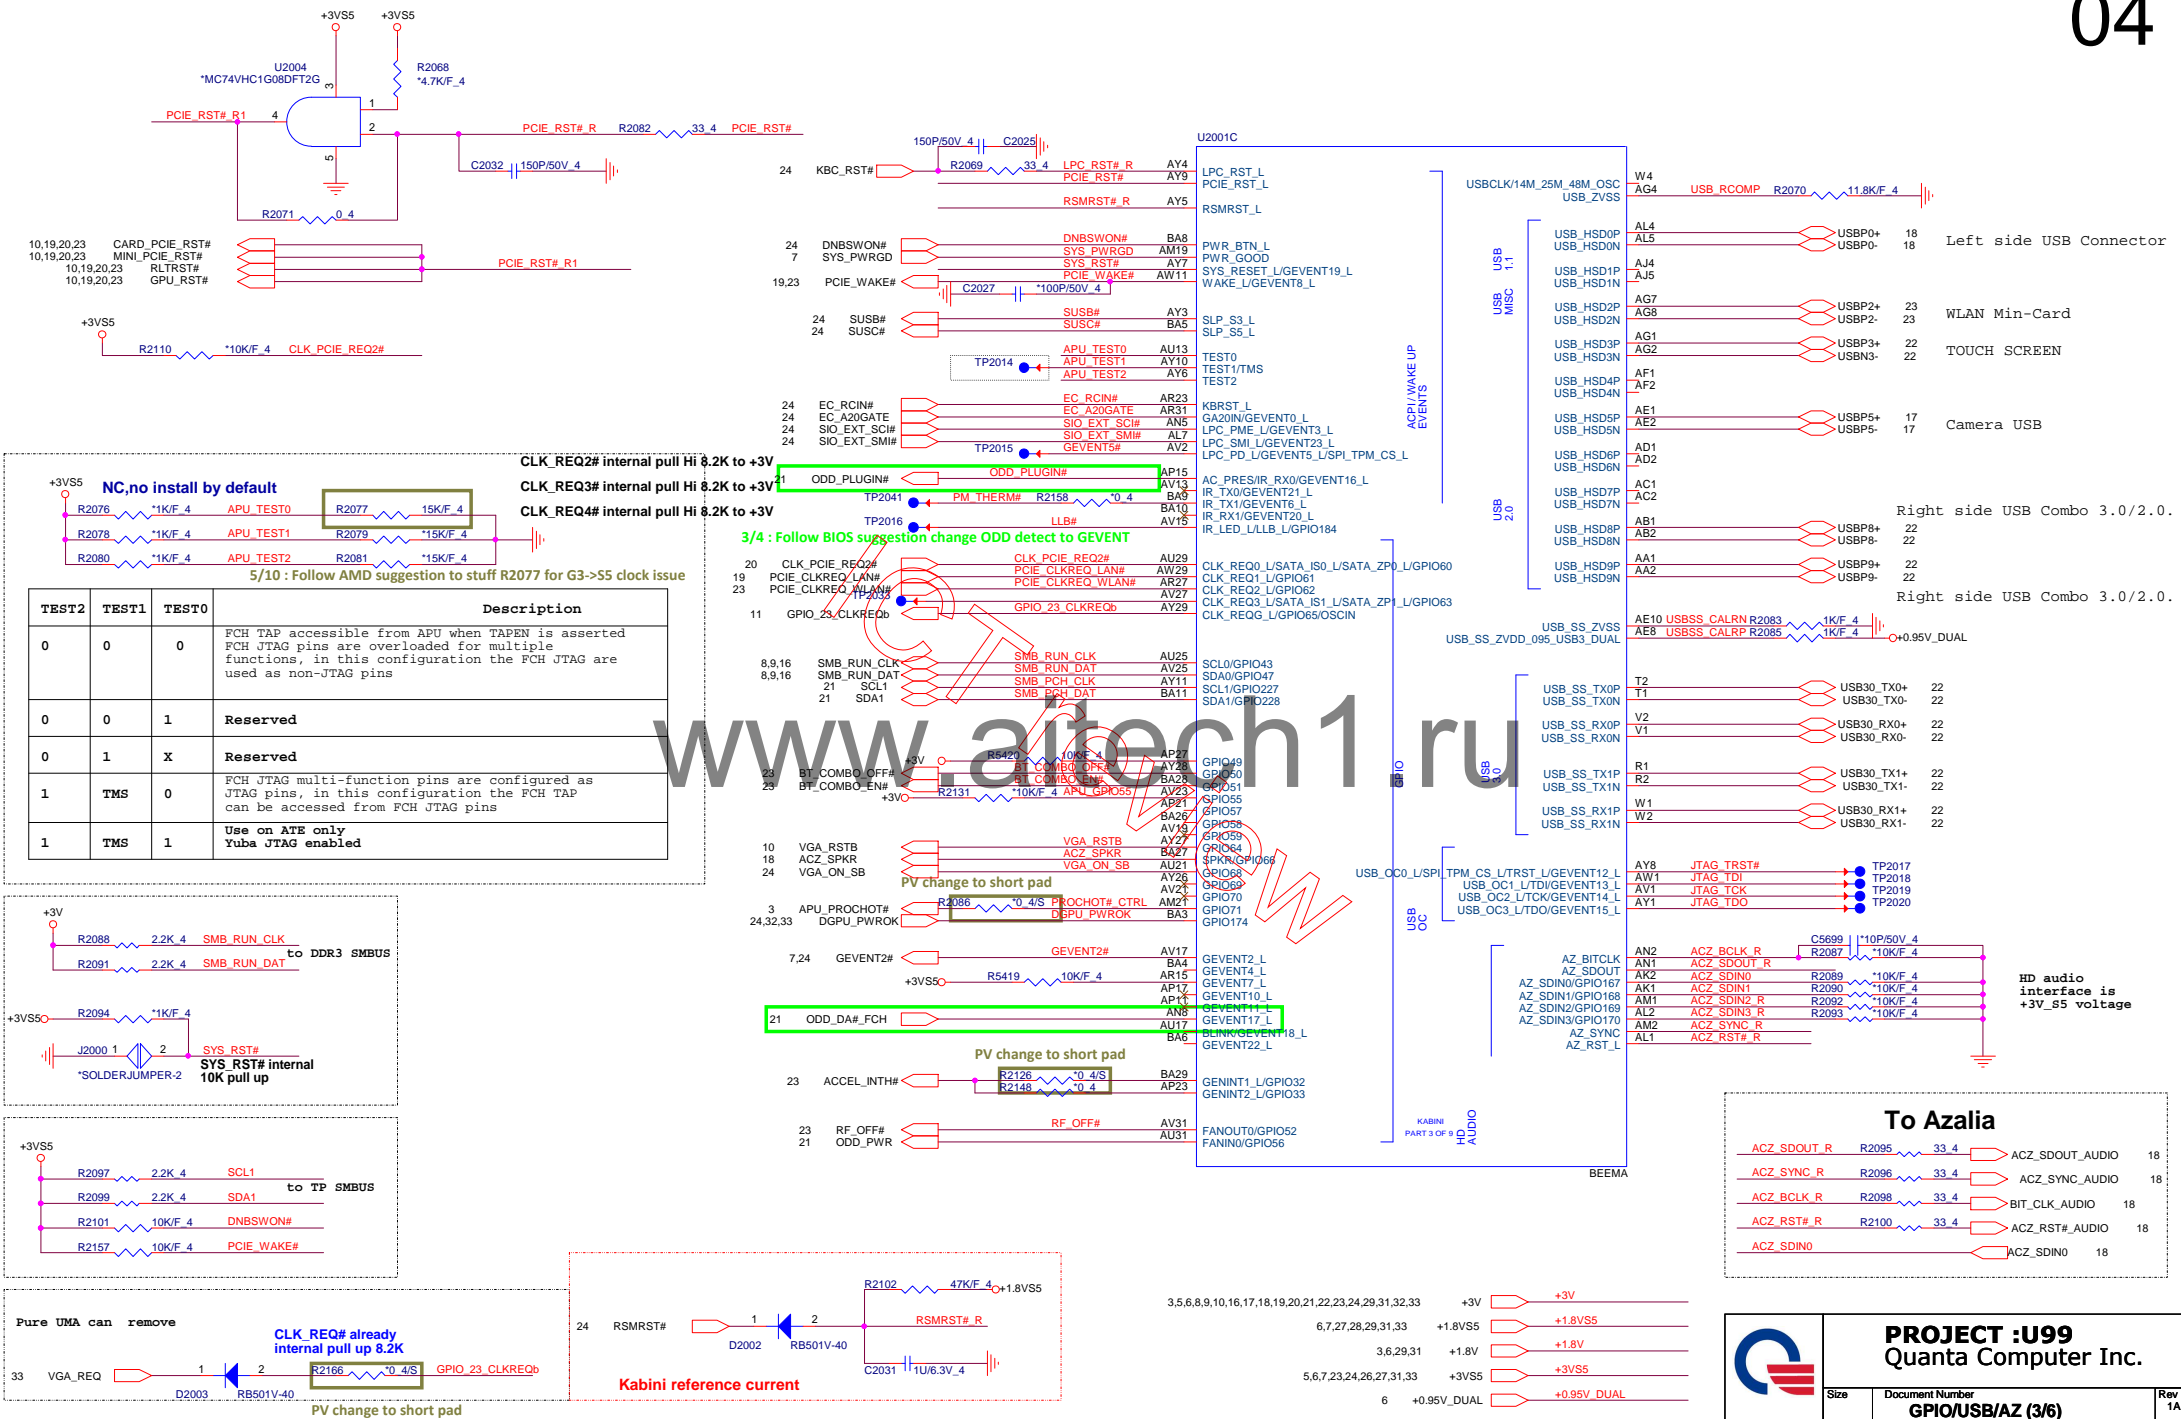 04
+3VS5 +3VS5
U2004
*MC74VHC1G08DFT2G
R2068
*4.7K/F_4
3
1
2
4
5
PCIE_RST#_R1
PCIE_RST#_R R2082 33_4 PCIE_RST#
C2032 150P/50V_4
R2071 0_4
10,19,20,23 CARD_PCIE_RST#
10,19,20,23 MINI_PCIE_RST#
10,19,20,23 RLTRST#
10,19,20,23 GPU_RST#
PCIE_RST#_R1
+3VS5
R2110 *10K/F_4 CLK_PCIE_REQ2#
CLK_REQ2# internal pull Hi 8.2K to +3V
CLK_REQ3# internal pull Hi 8.2K to +3V
CLK_REQ4# internal pull Hi 8.2K to +3V
+3VS5
NC,no install by default
R2076 *1K/F_4 APU_TEST0 R2077 15K/F_4
R2078 *1K/F_4 APU_TEST1 R2079 *15K/F_4
R2080 *1K/F_4 APU_TEST2 R2081 *15K/F_4
5/10 : Follow AMD suggestion to stuff R2077 for G3->S5 clock issue
TEST2 TEST1 TEST0 Description
0 0 0 FCH TAP accessible from APU when TAPEN is asserted
FCH JTAG pins are overloaded for multiple
functions, in this configuration the FCH JTAG are
used as non-JTAG pins
0 0 1 Reserved
0 1 X Reserved
1 TMS 0 FCH JTAG multi-function pins are configured as
JTAG pins, in this configuration the FCH TAP
can be accessed from FCH JTAG pins
1 TMS 1 Use on ATE only
Yuba JTAG enabled
+3V
R2088 2.2K_4 SMB_RUN_CLK
to DDR3 SMBUS
R2091 2.2K_4 SMB_RUN_DAT
+3VS5 R2094 *1K/F_4
J2000 1 2 SYS_RST#
*SOLDERJUMPER-2
SYS_RST# internal
10K pull up
+3VS5
R2097 2.2K_4 SCL1
to TP SMBUS
R2099 2.2K_4 SDA1
R2101 10K/F_4 DNBSWON#
R2157 10K/F_4 PCIE_WAKE#
Pure UMA can remove
CLK_REQ# already
internal pull up 8.2K
33 VGA_REQ 1 2 R2166 *0_4/S GPIO_23_CLKREQb
D2003 RB501V-40
PV change to short pad
R2102 47K/F_4 +1.8VS5
24 RSMRST# 1 2 RSMRST#_R
D2002 RB501V-40
C2031 1U/6.3V_4
Kabini reference current
U2001C
150P/50V_4 C2025
24 KBC_RST# R2069 33_4 LPC_RST#_R AY4 LPC_RST_L
PCIE_RST# AY9 PCIE_RST_L
RSMRST#_R AY5 RSMRST_L
24 DNBSWON# DNBSWON# BA8 PWR_BTN_L
7 SYS_PWRGD SYS_PWRGD AM19 PWR_GOOD
SYS_RST# AY7 SYS_RESET_L/GEVENT19_L
19,23 PCIE_WAKE# PCIE_WAKE# AW11 WAKE_L/GEVENT8_L
C2027 *100P/50V_4
24 SUSB# SUSB# AY3 SLP_S3_L
24 SUSC# SUSC# BA5 SLP_S5_L
APU_TEST0 AU13 TEST0
TP2014 APU_TEST1 AY10 TEST1/TMS
APU_TEST2 AY6 TEST2
24 EC_RCIN# EC_RCIN# AR23 KBRST_L
24 EC_A20GATE EC_A20GATE AR31 GA20IN/GEVENT0_L
24 SIO_EXT_SCI# SIO_EXT_SCI# AN5 LPC_PME_L/GEVENT3_L
24 SIO_EXT_SMI# SIO_EXT_SMI# AL7 LPC_SMI_L/GEVENT23_L
TP2015 GEVENT5# AV2 LPC_PD_L/GEVENT5_L/SPI_TPM_CS_L
21 ODD_PLUGIN# ODD_PLUGIN# AP15 AC_PRES/IR_RX0/GEVENT16_L
AV13 IR_TX0/GEVENT21_L
TP2041 PM_THERM# R2158 *0_4 BA9 IR_TX1/GEVENT6_L
BA10 IR_RX1/GEVENT20_L
TP2016 LLB# AV15 IR_LED_L/LLB_L/GPIO184
3/4 : Follow BIOS suggestion change ODD detect to GEVENT
20 CLK_PCIE_REQ2# CLK_PCIE_REQ2# AU29 CLK_REQ0_L/SATA_IS0_L/SATA_ZP0_L/GPIO60
19 PCIE_CLKREQ_LAN# PCIE_CLKREQ_LAN# AW29 CLK_REQ1_L/GPIO61
23 PCIE_CLKREQ_WLAN# PCIE_CLKREQ_WLAN# AR27 CLK_REQ2_L/GPIO62
TP2033 AV27 CLK_REQ3_L/SATA_IS1_L/SATA_ZP1_L/GPIO63
11 GPIO_23_CLKREQb GPIO_23_CLKREQb AY29 CLK_REQG_L/GPIO65/OSCIN
8,9,16 SMB_RUN_CLK SMB_RUN_CLK AU25 SCL0/GPIO43
8,9,16 SMB_RUN_DAT SMB_RUN_DAT AV25 SDA0/GPIO47
21 SCL1 SMB_PCH_CLK AY11 SCL1/GPIO227
21 SDA1 SMB_PCH_DAT BA11 SDA1/GPIO228
www.aitech1.ru
+3V R5420 10K/F_4 AP27 GPIO49
23 BT_COMBO_OFF# BT_COMBO_OFF# AY28 GPIO50
23 BT_COMBO_EN# BT_COMBO_EN# BA28 GPIO51
+3V R2131 *10K/F_4 APU_GPIO55 AV23 GPIO55
AP21 GPIO57
BA26 GPIO58
AV19 GPIO59
10 VGA_RSTB VGA_RSTB AY27 GPIO64
18 ACZ_SPKR ACZ_SPKR BA27 SPKR/GPIO66
24 VGA_ON_SB VGA_ON_SB AU21 GPIO68
AY26 GPIO69
PV change to short pad
AV21 GPIO70
3 APU_PROCHOT# R2086 *0_4/S PROCHOT#_CTRL AM21 GPIO71
24,32,33 DGPU_PWROK DGPU_PWROK BA3 GPIO174
7,24 GEVENT2# GEVENT2# AV17 GEVENT2_L
BA4 GEVENT4_L
+3VS5 R5419 10K/F_4 AR15 GEVENT7_L
AP17 GEVENT10_L
AP11 GEVENT11_L
21 ODD_DA#_FCH AN8 GEVENT17_L
AU17 BLINK/GEVENT18_L
BA6 GEVENT22_L
PV change to short pad
23 ACCEL_INTH# R2126 *0_4/S BA29 GENINT1_L/GPIO32
R2148 *0_4 AP23 GENINT2_L/GPIO33
23 RF_OFF# RF_OFF# AV31 FANOUT0/GPIO52
21 ODD_PWR AU31 FANIN0/GPIO56
ACPI / WAKE UP
EVENTS
GPIO
USB
1.1
USB
MISC
USB
2.0
USB
3.0
USB
OC
HD
AUDIO
KABINI
PART 3 OF 9
BEEMA
ICT Review
USBCLK/14M_25M_48M_OSC W4
USB_ZVSS AG4 USB_RCOMP R2070 11.8K/F_4
USB_HSD0P AL4 USBP0+ 18
USB_HSD0N AL5 USBP0- 18
Left side USB Connector
USB_HSD1P AJ4
USB_HSD1N AJ5
USB_HSD2P AG7 USBP2+ 23
USB_HSD2N AG8 USBP2- 23
WLAN Min-Card
USB_HSD3P AG1 USBP3+ 22
USB_HSD3N AG2 USBN3- 22
TOUCH SCREEN
USB_HSD4P AF1
USB_HSD4N AF2
USB_HSD5P AE1 USBP5+ 17
USB_HSD5N AE2 USBP5- 17
Camera USB
USB_HSD6P AD1
USB_HSD6N AD2
USB_HSD7P AC1
USB_HSD7N AC2
Right side USB Combo 3.0/2.0.
USB_HSD8P AB1 USBP8+ 22
USB_HSD8N AB2 USBP8- 22
USB_HSD9P AA1 USBP9+ 22
USB_HSD9N AA2 USBP9- 22
Right side USB Combo 3.0/2.0.
USB_SS_ZVSS AE10 USBSS_CALRN R2083 1K/F_4
USB_SS_ZVDD_095_USB3_DUAL AE8 USBSS_CALRP R2085 1K/F_4 +0.95V_DUAL
USB_SS_TX0P T2 USB30_TX0+ 22
USB_SS_TX0N T1 USB30_TX0- 22
USB_SS_RX0P V2 USB30_RX0+ 22
USB_SS_RX0N V1 USB30_RX0- 22
USB_SS_TX1P R1 USB30_TX1+ 22
USB_SS_TX1N R2 USB30_TX1- 22
USB_SS_RX1P W1 USB30_RX1+ 22
USB_SS_RX1N W2 USB30_RX1- 22
USB_OC0_L/SPI_TPM_CS_L/TRST_L/GEVENT12_L AY8 JTAG_TRST# TP2017
USB_OC1_L/TDI/GEVENT13_L AW1 JTAG_TDI TP2018
USB_OC2_L/TCK/GEVENT14_L AV1 JTAG_TCK TP2019
USB_OC3_L/TDO/GEVENT15_L AY1 JTAG_TDO TP2020
C5699 *10P/50V_4
AZ_BITCLK AN2 ACZ_BCLK_R R2087 *10K/F_4
AZ_SDOUT AN1 ACZ_SDOUT_R
AZ_SDIN0/GPIO167 AK2 ACZ_SDIN0 R2089 *10K/F_4
AZ_SDIN1/GPIO168 AK1 ACZ_SDIN1 R2090 *10K/F_4
AZ_SDIN2/GPIO169 AM1 ACZ_SDIN2_R R2092 *10K/F_4
AZ_SDIN3/GPIO170 AL2 ACZ_SDIN3_R R2093 *10K/F_4
AZ_SYNC AM2 ACZ_SYNC_R
AZ_RST_L AL1 ACZ_RST#_R
HD audio
interface is
+3V_S5 voltage
To Azalia
ACZ_SDOUT_R R2095 33_4 ACZ_SDOUT_AUDIO 18
ACZ_SYNC_R R2096 33_4 ACZ_SYNC_AUDIO 18
ACZ_BCLK_R R2098 33_4 BIT_CLK_AUDIO 18
ACZ_RST#_R R2100 33_4 ACZ_RST#_AUDIO 18
ACZ_SDIN0 ACZ_SDIN0 18
3,5,6,8,9,10,16,17,18,19,20,21,22,23,24,29,31,32,33 +3V +3V
6,7,27,28,29,31,33 +1.8VS5 +1.8VS5
3,6,29,31 +1.8V +1.8V
5,6,7,23,24,26,27,31,33 +3VS5 +3VS5
6 +0.95V_DUAL +0.95V_DUAL
PROJECT :U99
Quanta Computer Inc.
Size Document Number Rev
GPIO/USB/AZ (3/6) 1A